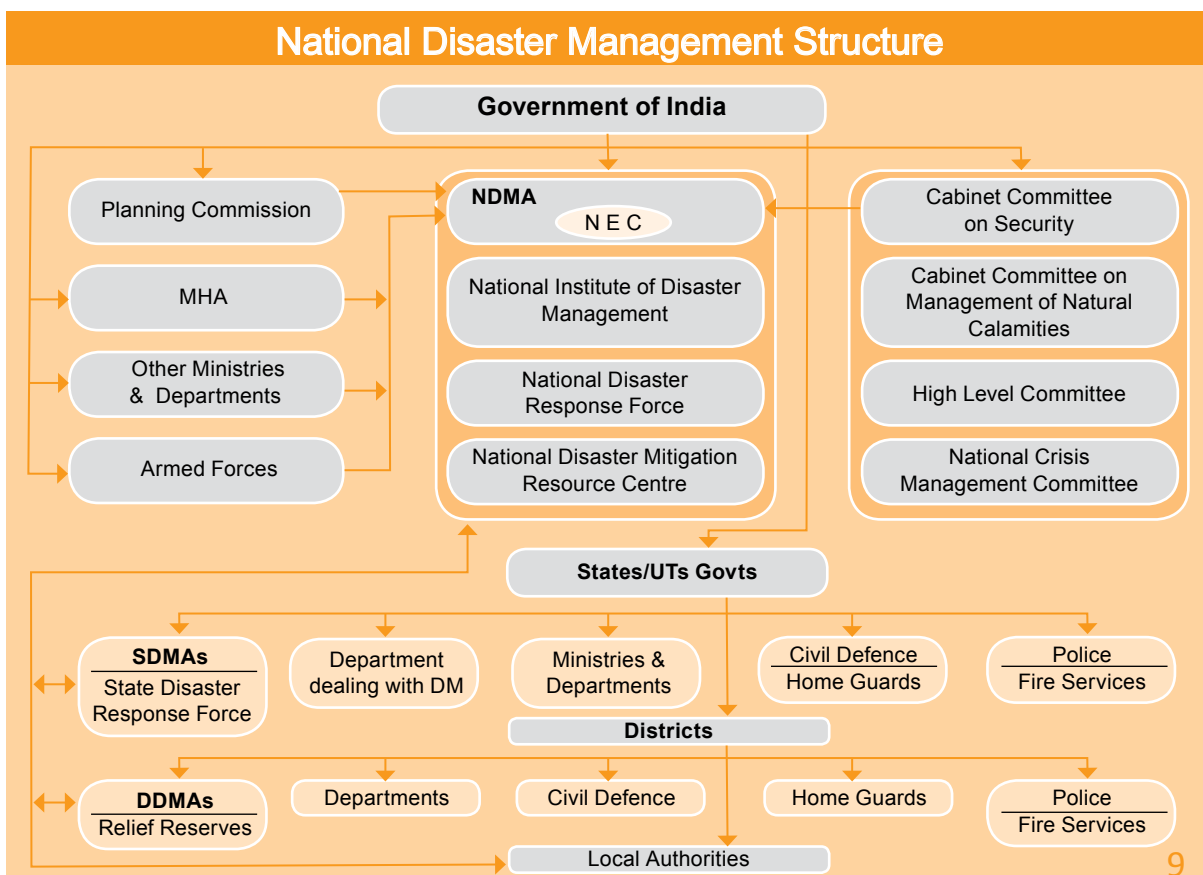 National Disaster Management Structure
Government of India
Planning Commission
MHA
Other Ministries
& Departments
Armed Forces
NDMA
N E C
National Institute of Disaster
Management
National Disaster
Response Force
National Disaster Mitigation
Resource Centre
Cabinet Committee
on Security
Cabinet Committee on
Management of Natural
Calamities
High Level Committee
National Crisis
Management Committee
States/UTs Govts
SDMAs
State Disaster
Response Force
Department
dealing with DM
Ministries &
Departments
Civil Defence
Home Guards
Police
Fire Services
Districts
DDMAs
Relief Reserves
Departments
Civil Defence
Home Guards
Police
Fire Services
Local Authorities
9